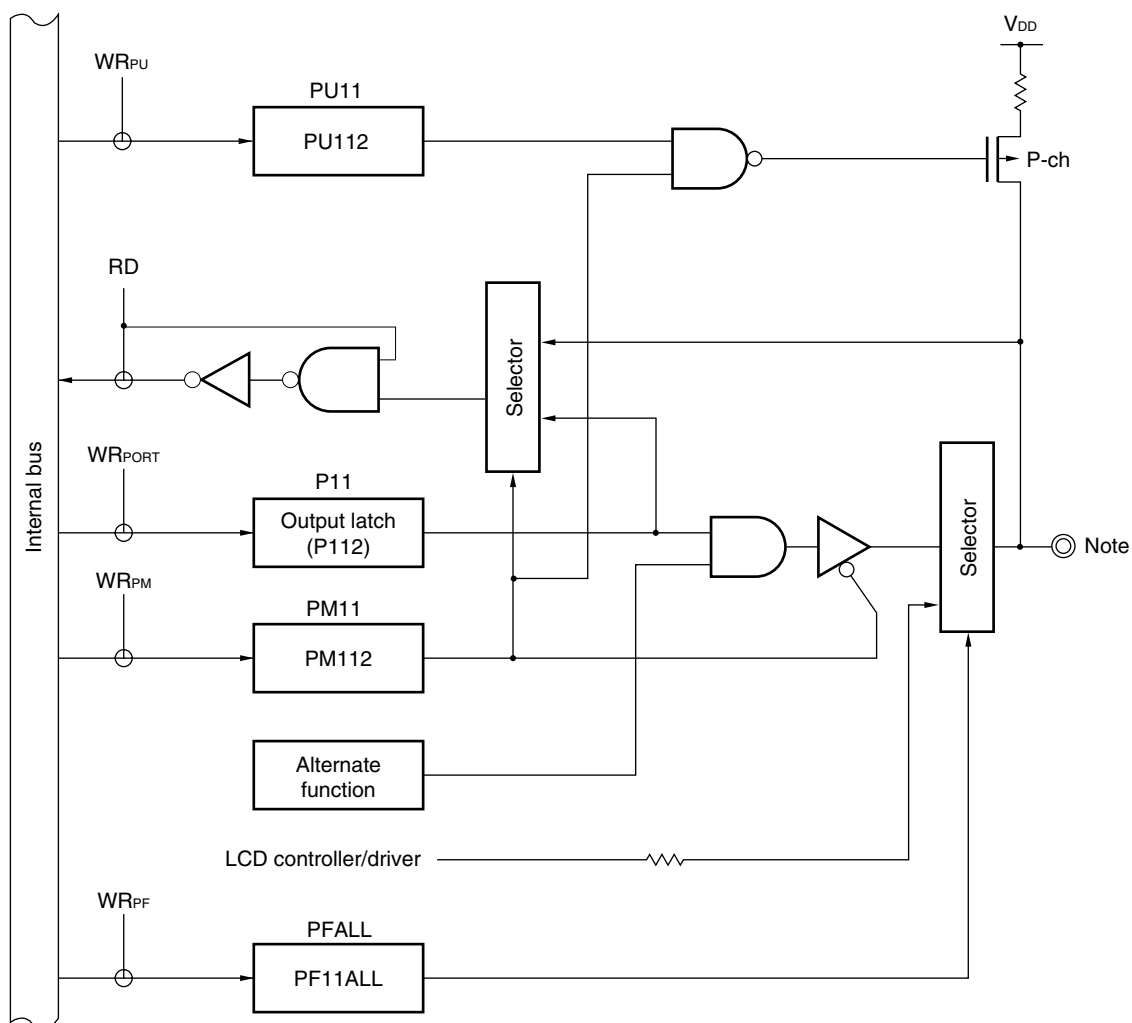 VDD
WRPU
PU11
PU112
P-ch
RD
Selector
Internal bus
WRPORT
P11
Output latch
(P112)
Selector
Note
WRPM
PM11
PM112
Alternate
function
LCD controller/driver
WRPF
PFALL
PF11ALL